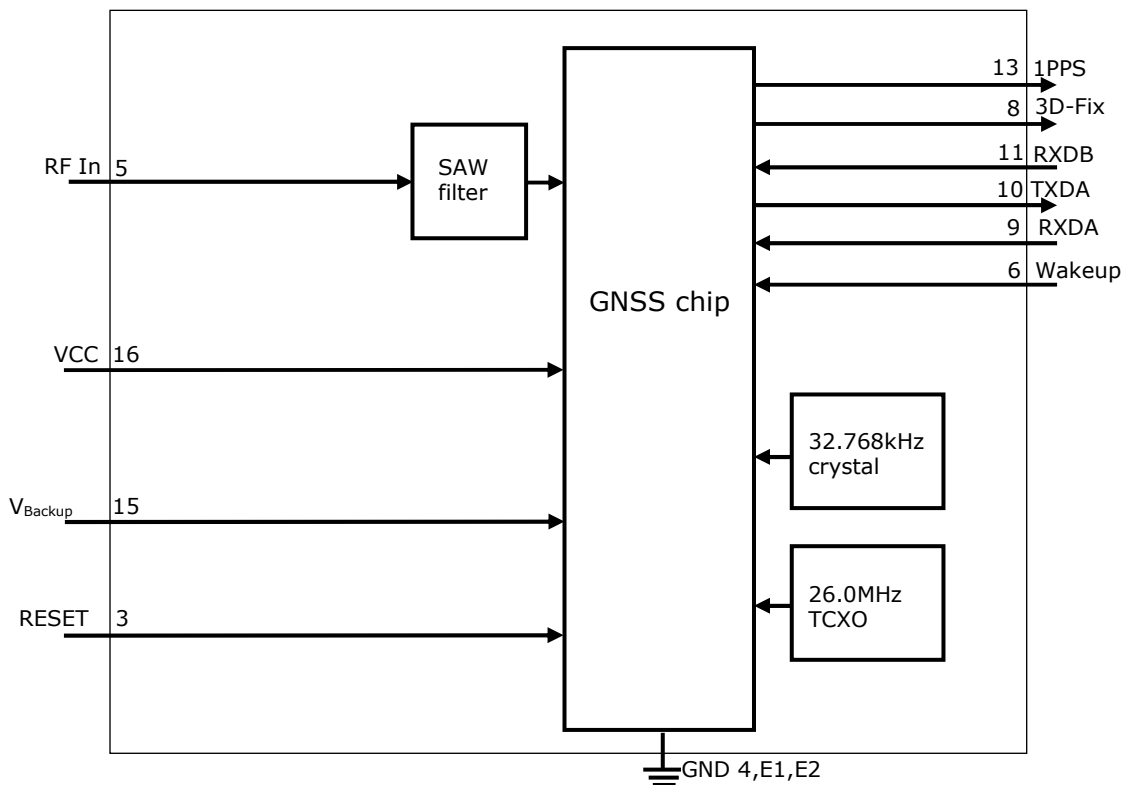 13 1PPS
8 3D-Fix
RF In 5
SAW
filter
11 RXDB
10 TXDA
9 RXDA
6 Wakeup
GNSS chip
VCC 16
32.768kHz
crystal
VBackup 15
26.0MHz
TCXO
RESET 3
GND 4,E1,E2